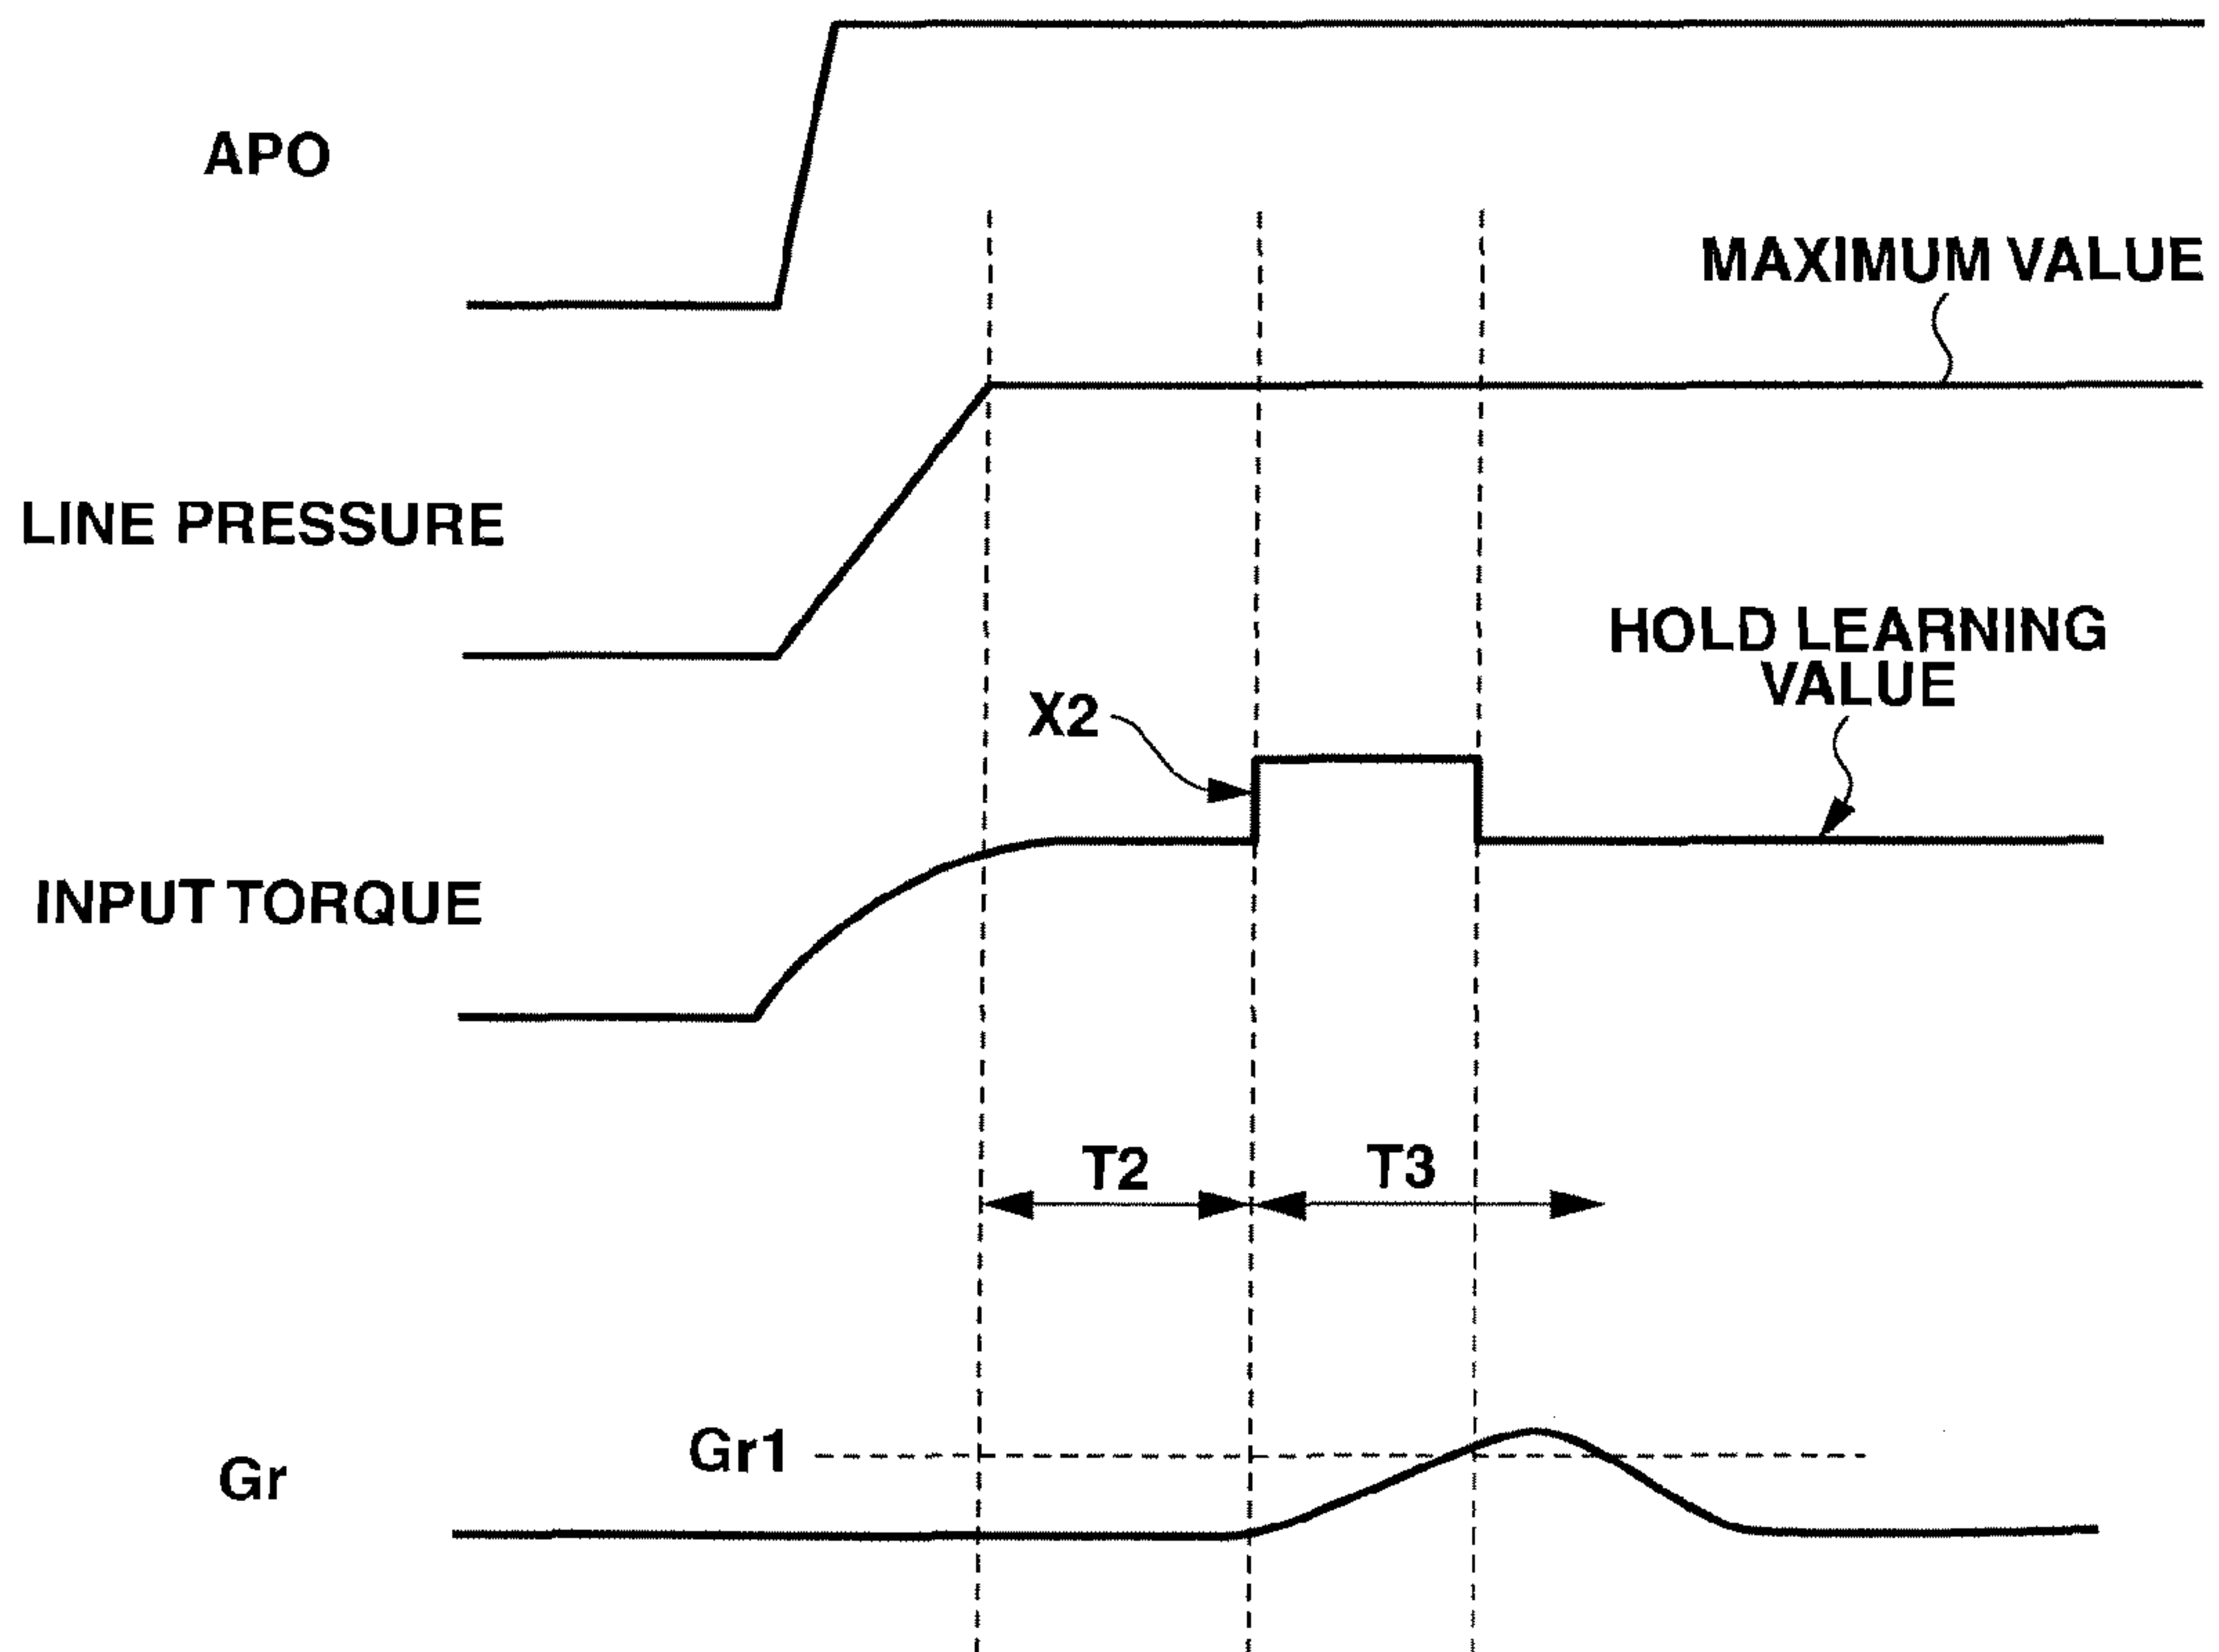 APO
MAXIMUM VALUE
LINE PRESSURE
HOLD LEARNING
VALUE
X2
INPUT TORQUE
T2
T3
Gr1
Gr